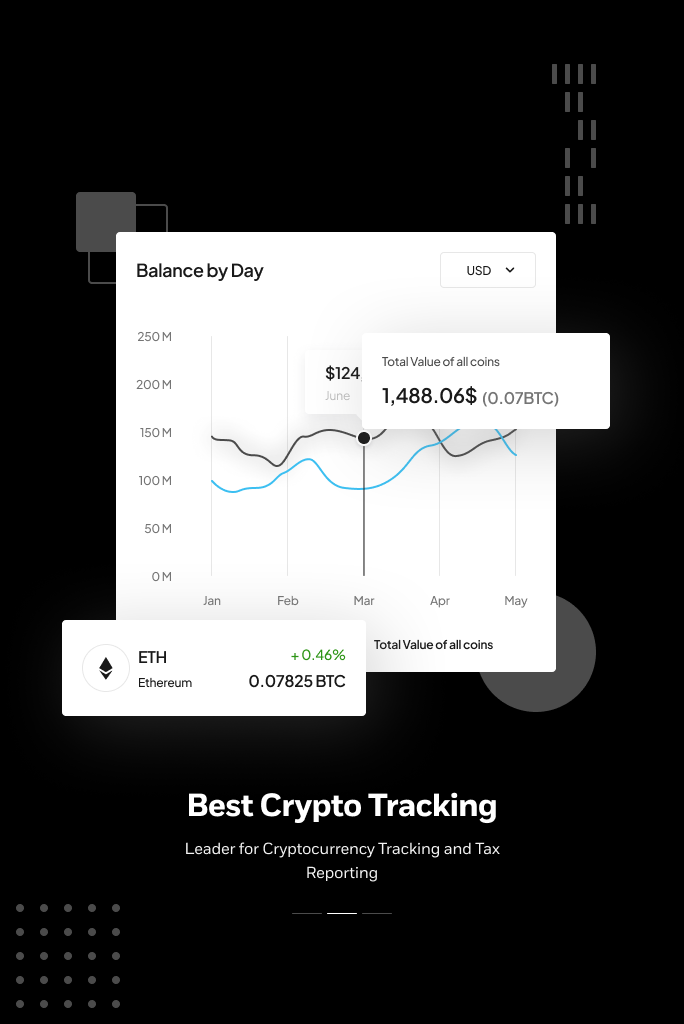 Balance by Day
USD
250 M
200 M
150 M
100 M
50 M
0 M
$124,
June
Total Value of all coins
1,488.06$ (0.07BTC)
Jan
Feb
Mar
Apr
May
Total Value of all coins
ETH
+ 0.46%
Ethereum
0.07825 BTC
Best Crypto Tracking
Leader for Cryptocurrency Tracking and Tax
Reporting